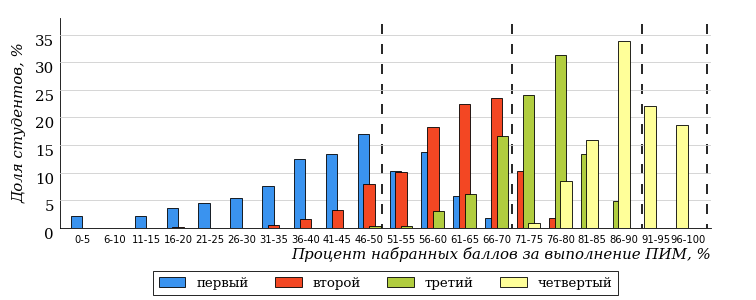 Доля студентов, %
35
30
25
20
15
10
5
0
0-5 6-10 11-15 16-20 21-25 26-30 31-35 36-40 41-45 46-50 51-55 56-60 61-65 66-70 71-75 76-80 81-85 86-90 91-95 96-100
Процент набранных баллов за выполнение ПИМ, %
первый второй третий четвертый